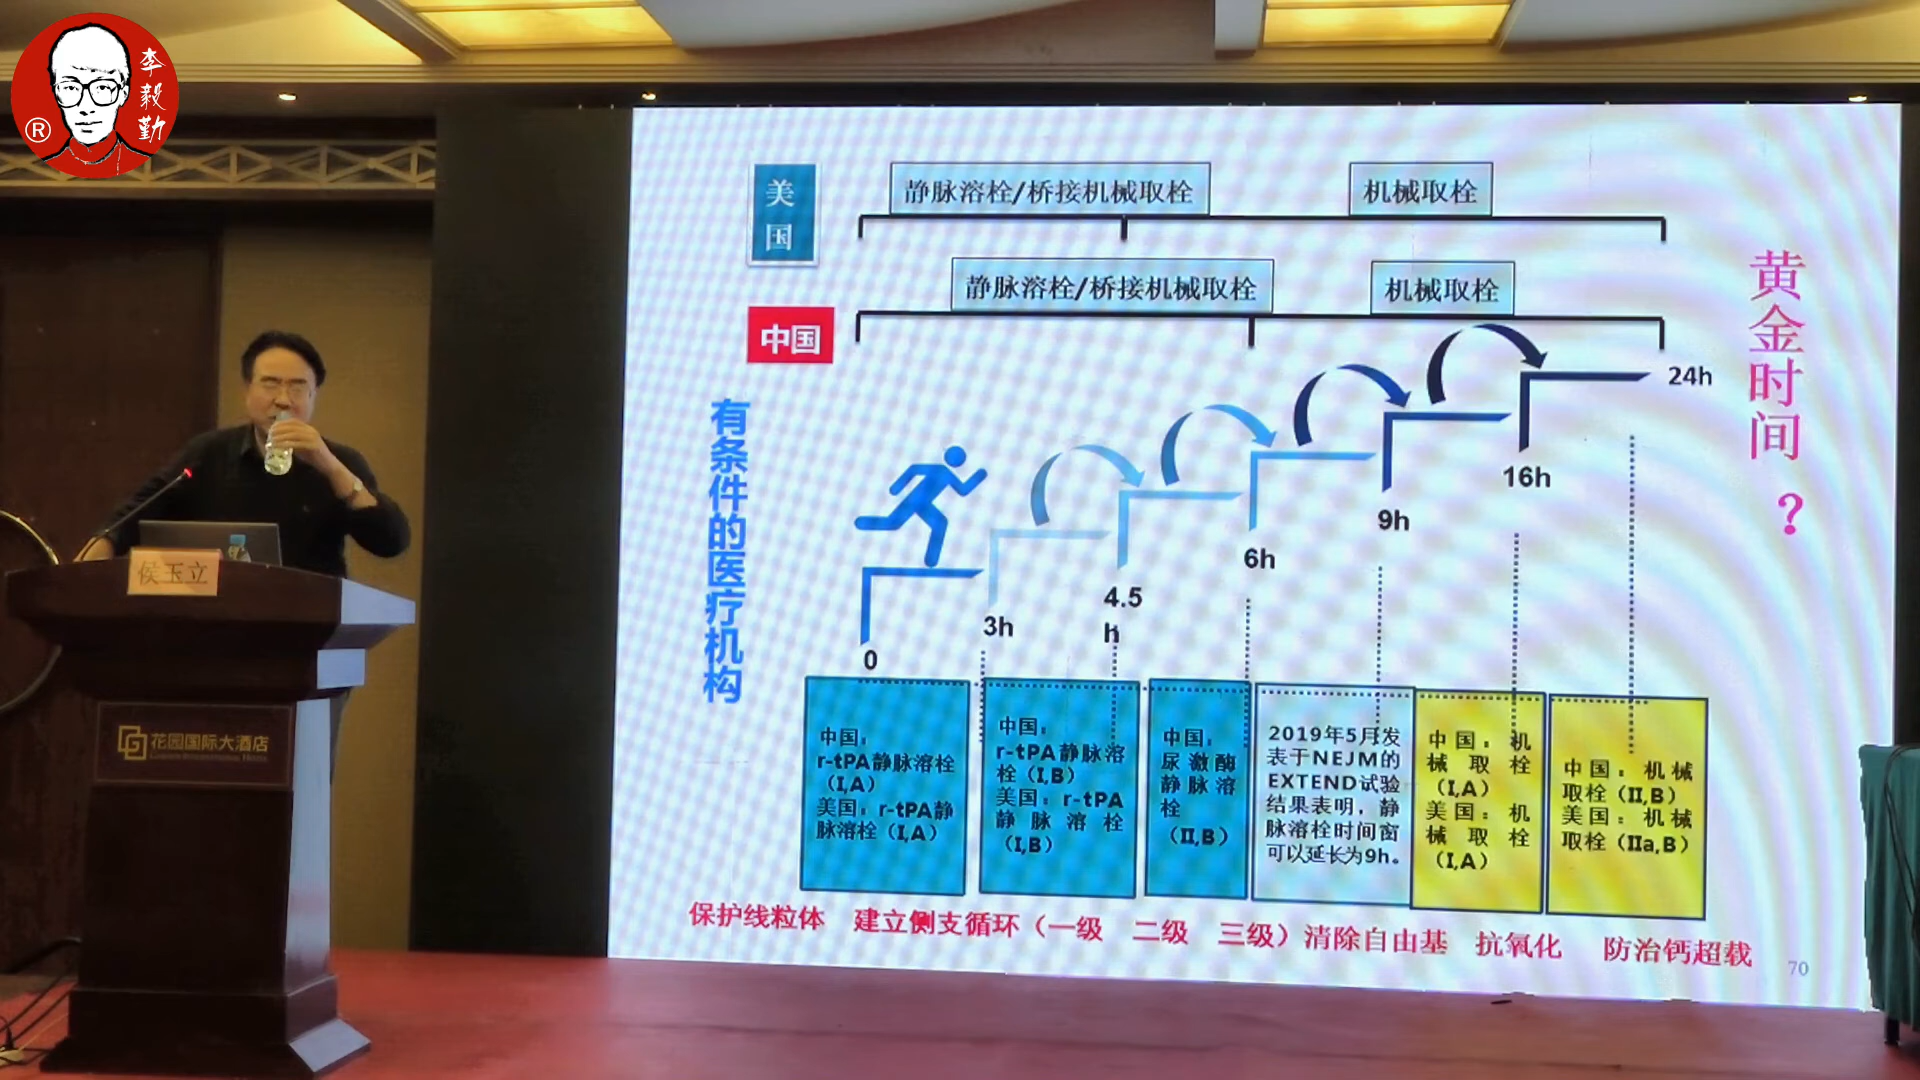 李毅勤
®
美国
静脉溶栓/桥接机械取栓
机械取栓
静脉溶栓/桥接机械取栓
机械取栓
中国
黄金时间？
有条件的医疗机构
24h
16h
9h
6h
4.5
h
3h
0
中国：
r-tPA静脉溶栓
（I,A）
美国：r-tPA静
脉溶栓（I,A）
中国：
r-tPA静脉溶
栓（I,B）
美国：r-tPA
静脉溶栓
（I,B）
中国：
尿激酶
静脉溶
栓
（II,B）
2019年5月发
表于NEJM的
EXTEND试验
结果表明，静
脉溶栓时间窗
可以延长为9h。
中国：机
械取栓
（I,A）
美国：机
械取栓
（I,A）
中国：机械
取栓（II,B）
美国：机械
取栓（IIa,B）
保护线粒体 建立侧支循环（一级 二级 三级）清除自由基 抗氧化 防治钙超载
70
侯玉立
花园国际大酒店